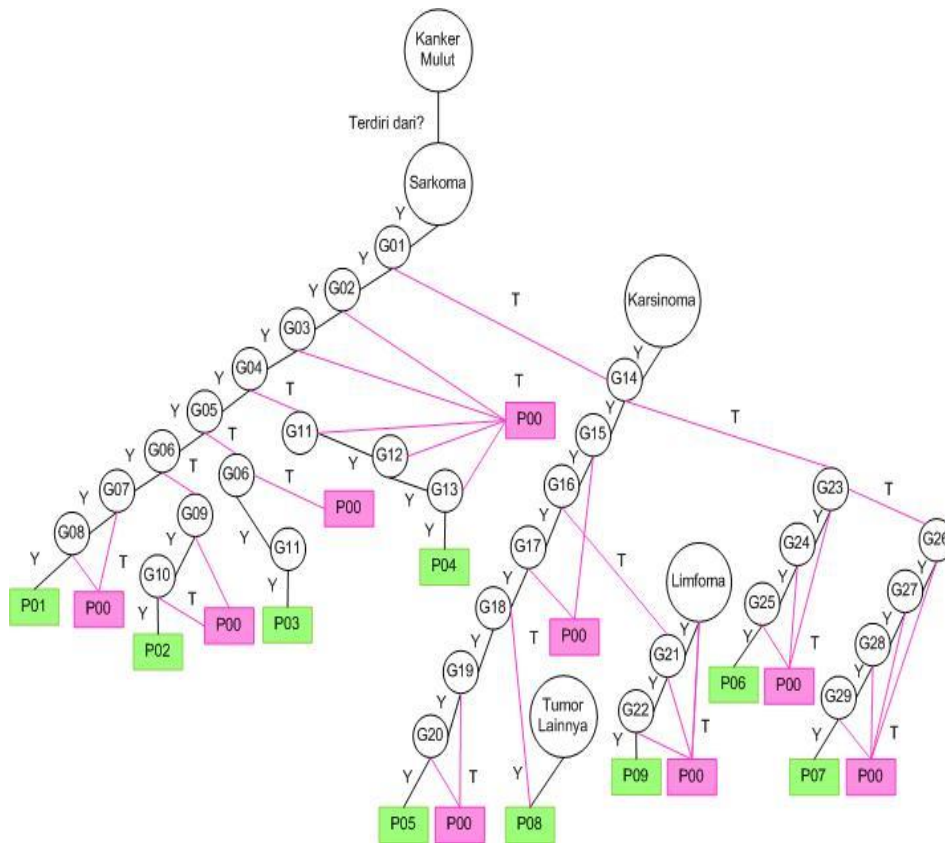 Kanker
Mulut
Terdiri dari?
Sarkoma
Y
G01
Y
Y
G02
T
Karsinoma
Y
G03
Y
Y
G04
T
T
G14
Y
G05
T
G11
P00
Y
G15
T
Y
G06
T
G06
T
Y
G12
Y
G13
Y
G16
G23
T
Y
G07
G09
P00
Y
G24
G26
Y
G08
T
Y
G10
Y
G11
Y
P04
Y
G17
T
Limfoma
Y
G25
Y
G27
Y
P01
P00
Y
P02
T
P00
P03
Y
G18
T
P00
G21
Y
Y
P06
T
P00
Y
G28
Y
G19
Tumor
Lainnya
Y
G22
T
Y
G29
T
Y
G20
Y
P09
P00
Y
P07
P00
Y
P05
T
P00
Y
P08